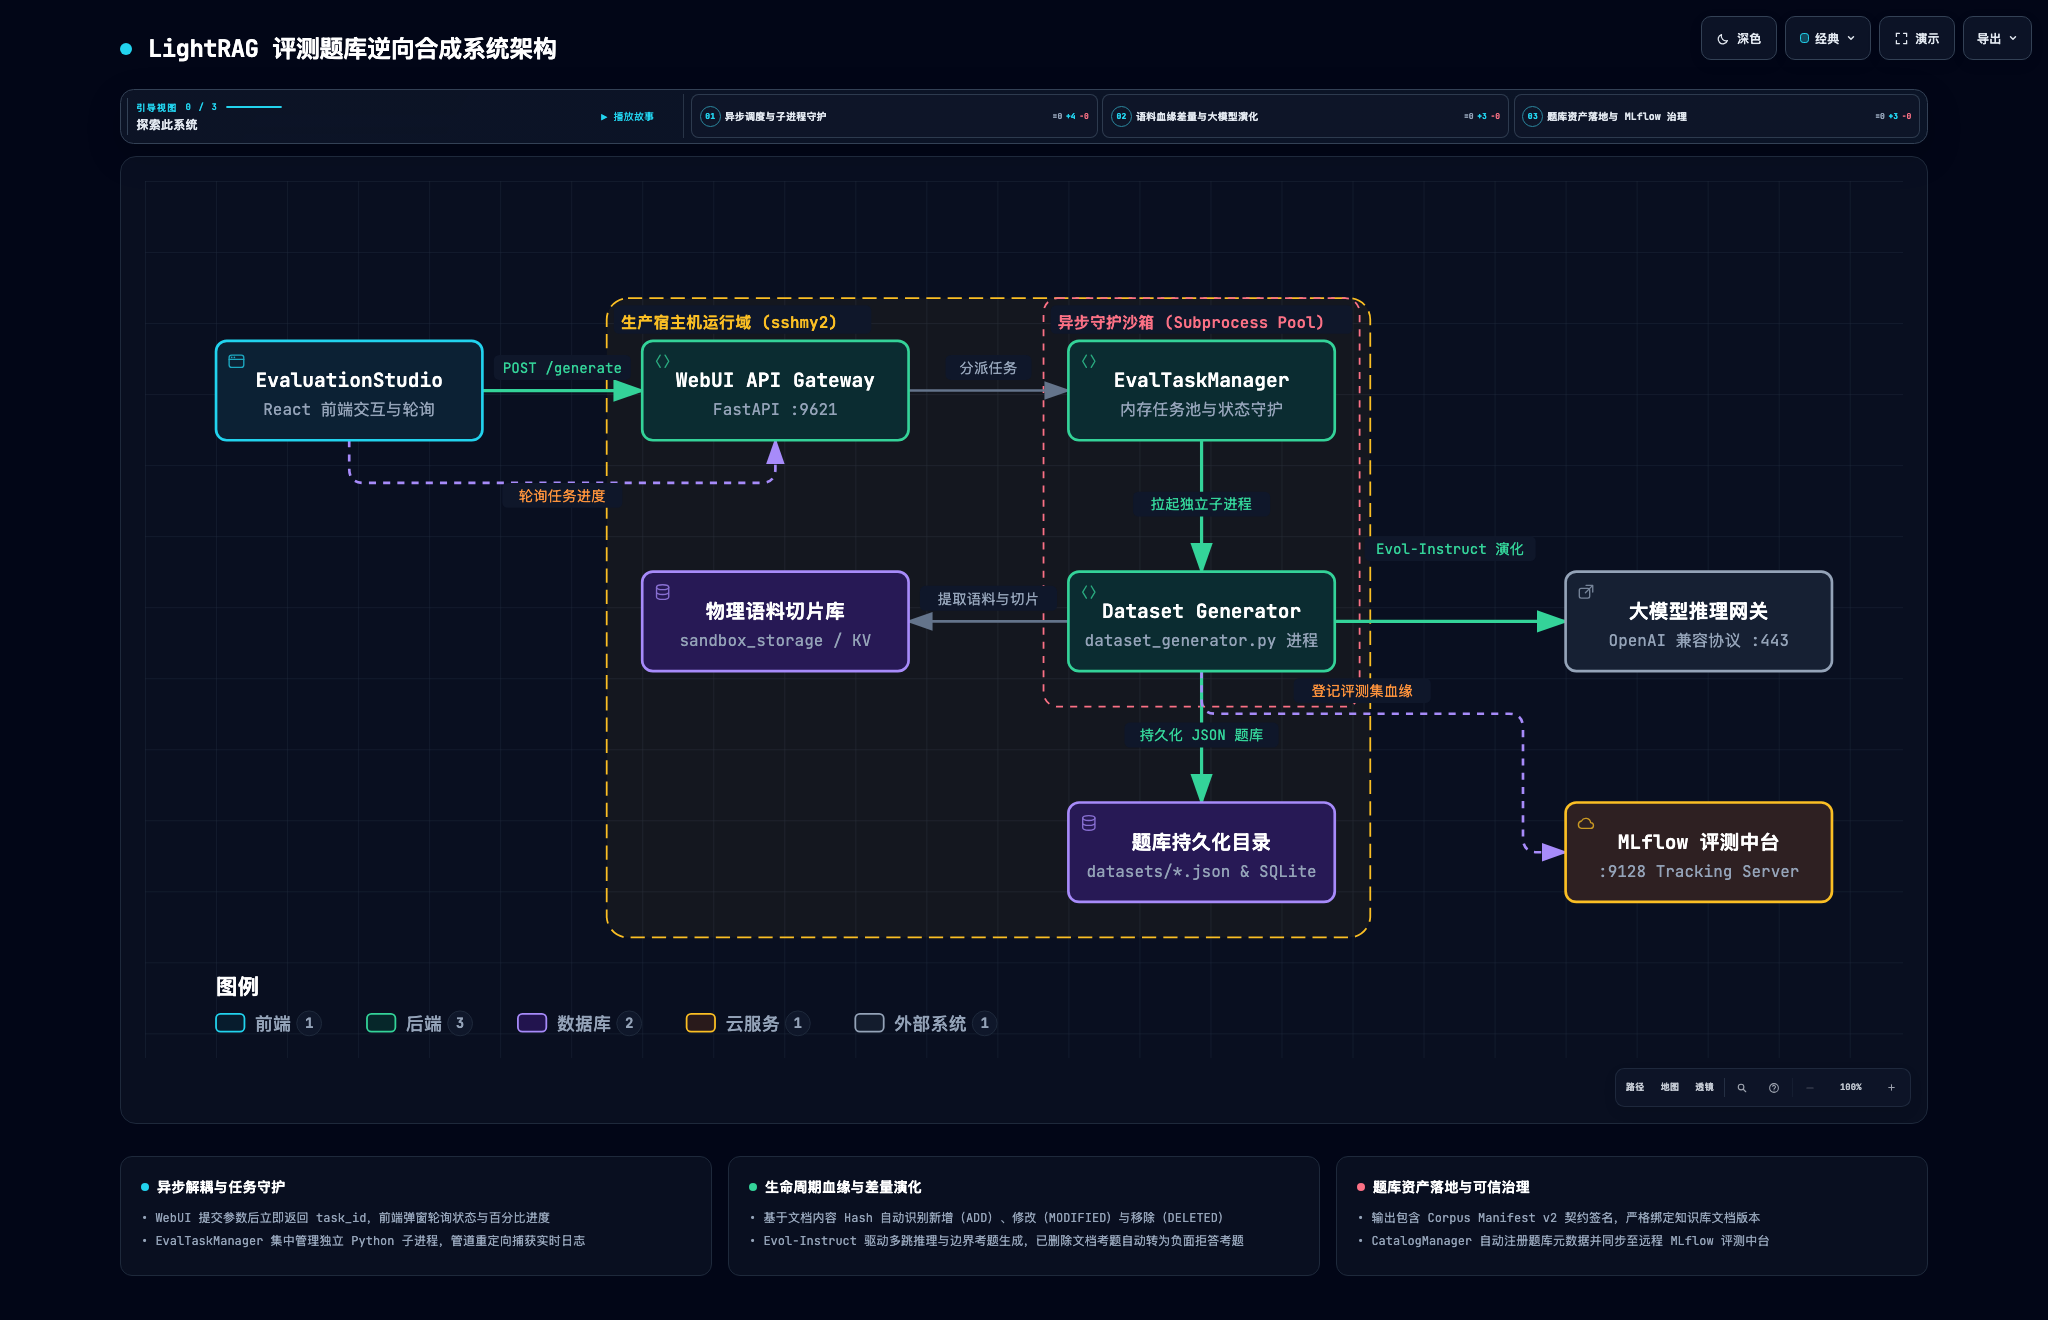 LightRAG 评测题库逆向合成系统架构
深色
经典
演示
导出
引导视图 0 / 3
探索此系统
▶ 播放故事
01 异步调度与子进程守护 ≡0 +4 -0
02 语料血缘差量与大模型演化 ≡0 +3 -0
03 题库资产落地与 MLflow 治理 ≡0 +3 -0
生产宿主机运行域 (sshmy2)
异步守护沙箱 (Subprocess Pool)
EvaluationStudio
React 前端交互与轮询
POST /generate
WebUI API Gateway
FastAPI :9621
分派任务
EvalTaskManager
内存任务池与状态守护
轮询任务进度
拉起独立子进程
Evol-Instruct 演化
物理语料切片库
sandbox_storage / KV
提取语料与切片
Dataset Generator
dataset_generator.py 进程
大模型推理网关
OpenAI 兼容协议 :443
登记评测集血缘
持久化 JSON 题库
题库持久化目录
datasets/*.json & SQLite
MLflow 评测中台
:9128 Tracking Server
图例
前端 1
后端 3
数据库 2
云服务 1
外部系统 1
路径
地图
透镜
100%
异步解耦与任务守护
• WebUI 提交参数后立即返回 task_id，前端弹窗轮询状态与百分比进度
• EvalTaskManager 集中管理独立 Python 子进程，管道重定向捕获实时日志
生命周期血缘与差量演化
• 基于文档内容 Hash 自动识别新增（ADD）、修改（MODIFIED）与移除（DELETED）
• Evol-Instruct 驱动多跳推理与边界考题生成，已删除文档考题自动转为负面拒答考题
题库资产落地与可信治理
• 输出包含 Corpus Manifest v2 契约签名，严格绑定知识库文档版本
• CatalogManager 自动注册题库元数据并同步至远程 MLflow 评测中台